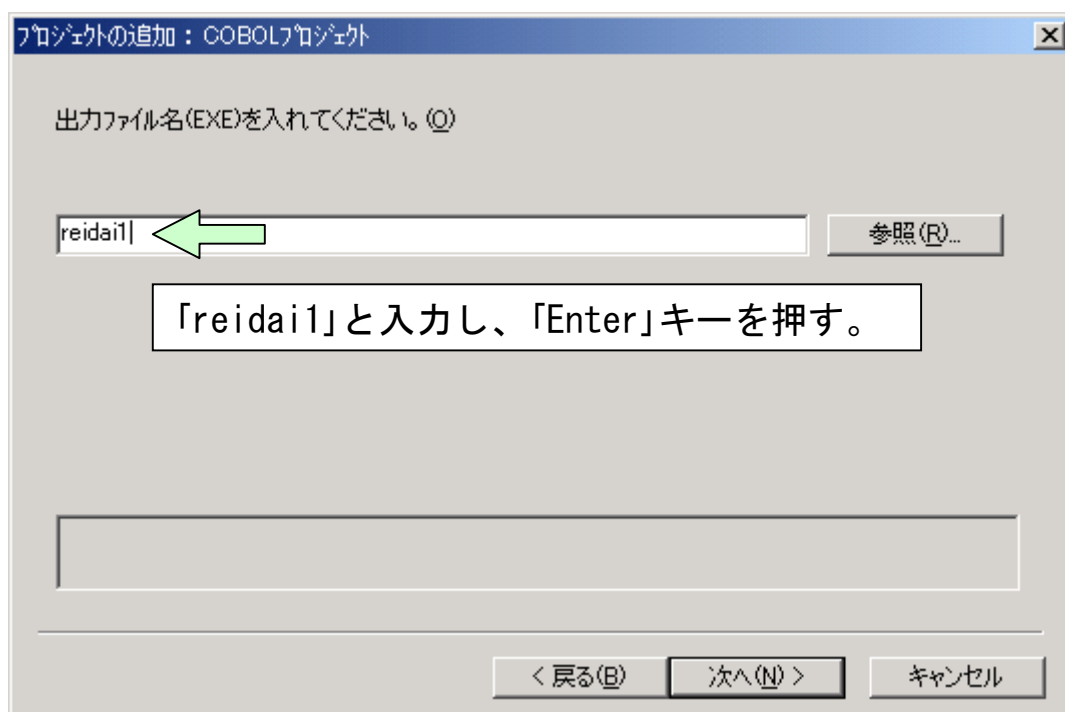 ﾌﾟﾛｼﾞｪｸﾄの追加： COBOLﾌﾟﾛｼﾞｪｸﾄ
出力ﾌｧｲﾙ名(EXE)を入れてください。(O)
reidai1
参照(R)...
「reidai1」と入力し、「Enter」キーを押す。
< 戻る(B)
次へ(N) >
キャンセル